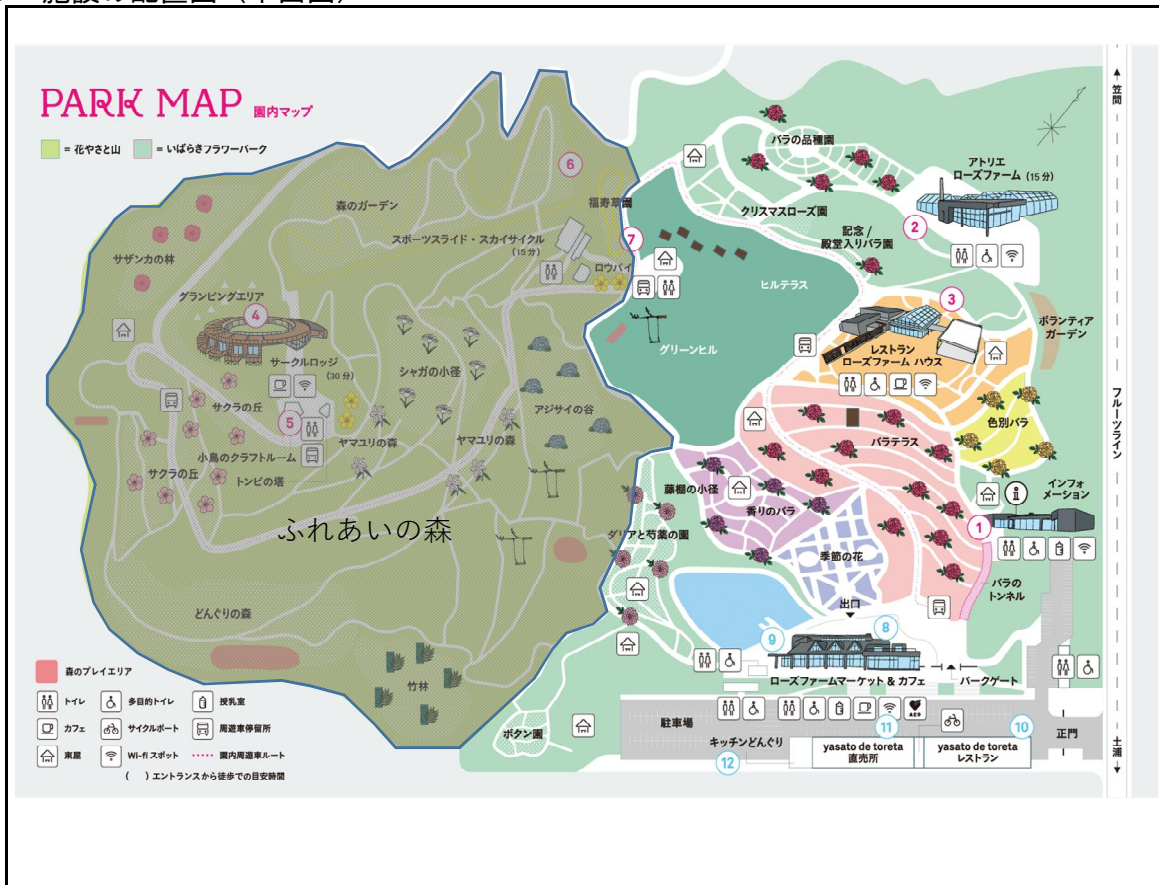 施設の配置図（平面図）
PARK MAP 園内マップ
= 花やさと山
= いばらきフラワーパーク
笠間
バラの品種園
アトリエ
ローズファーム (15分)
2
クリスマスローズ園
記念 /
殿堂入りバラ園
6
森のガーデン
福寿草園
スポーツスライド・スカイサイクル
(15分)
7
ロウバイ
サザンカの林
グランピングエリア
4
ヒルテラス
3
ボランティア
ガーデン
グリーンヒル
レストラン
ローズファーム ハウス
サークルロッジ
(30分)
シャガの小径
サクラの丘
アジサイの谷
フルーツライン
色別バラ
5
ヤマユリの森
ヤマユリの森
バラテラス
小鳥のクラフトルーム
サクラの丘
トンビの塔
藤棚の小径
香りのバラ
インフォ
メーション
i
1
ふれあいの森
ダリアと芍薬の園
季節の花
バラの
トンネル
どんぐりの森
出口
9
8
ローズファームマーケット & カフェ
パークゲート
竹林
森のプレイエリア
トイレ
多目的トイレ
授乳室
カフェ
サイクルポート
周遊車停留所
東屋
Wi-fi スポット
園内周遊車ルート
( ) エントランスから徒歩での目安時間
ボタン園
駐車場
AED
キッチンどんぐり
12
11
yasato de toreta
直売所
10
yasato de toreta
レストラン
正門
土浦